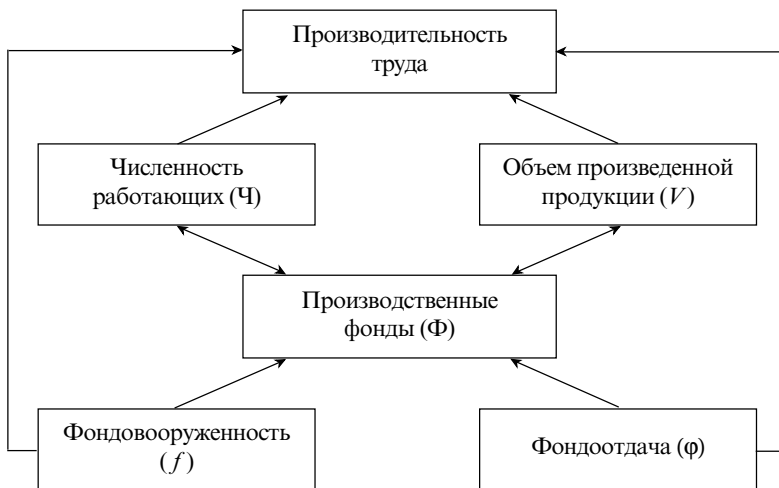 Производительность
труда
Численность
работающих (Ч)
Объем произведенной
продукции (V)
Производственные
фонды (Ф)
Фондовооруженность
(f)
Фондоотдача (φ)